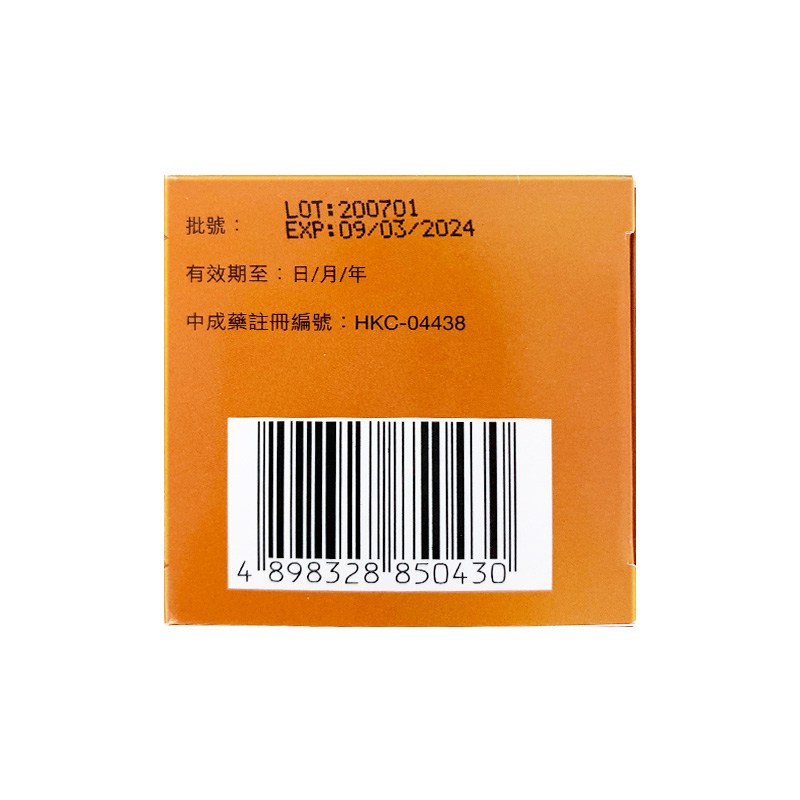 批號： LOT:200701
EXP:09/03/2024
有效期至：日/月/年
中成藥註冊編號：HKC-04438
4 898328 850430